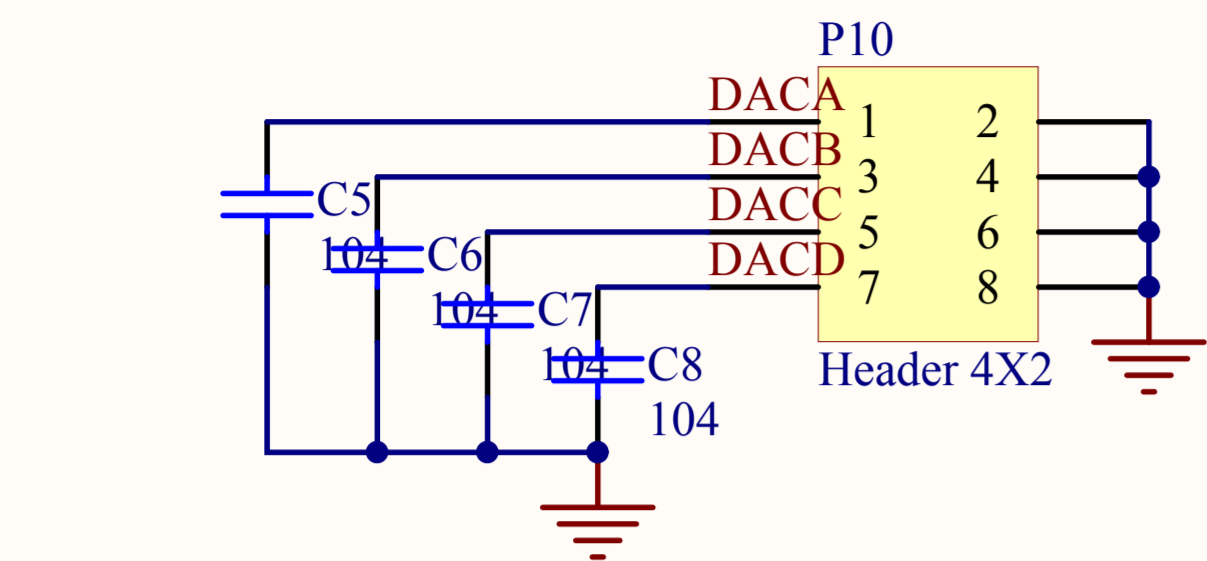 P10
DACA 1 2
DACB 3 4
C5 DACC 5 6
104 C6 DACD 7 8
104 C7
104 C8 Header 4X2
104